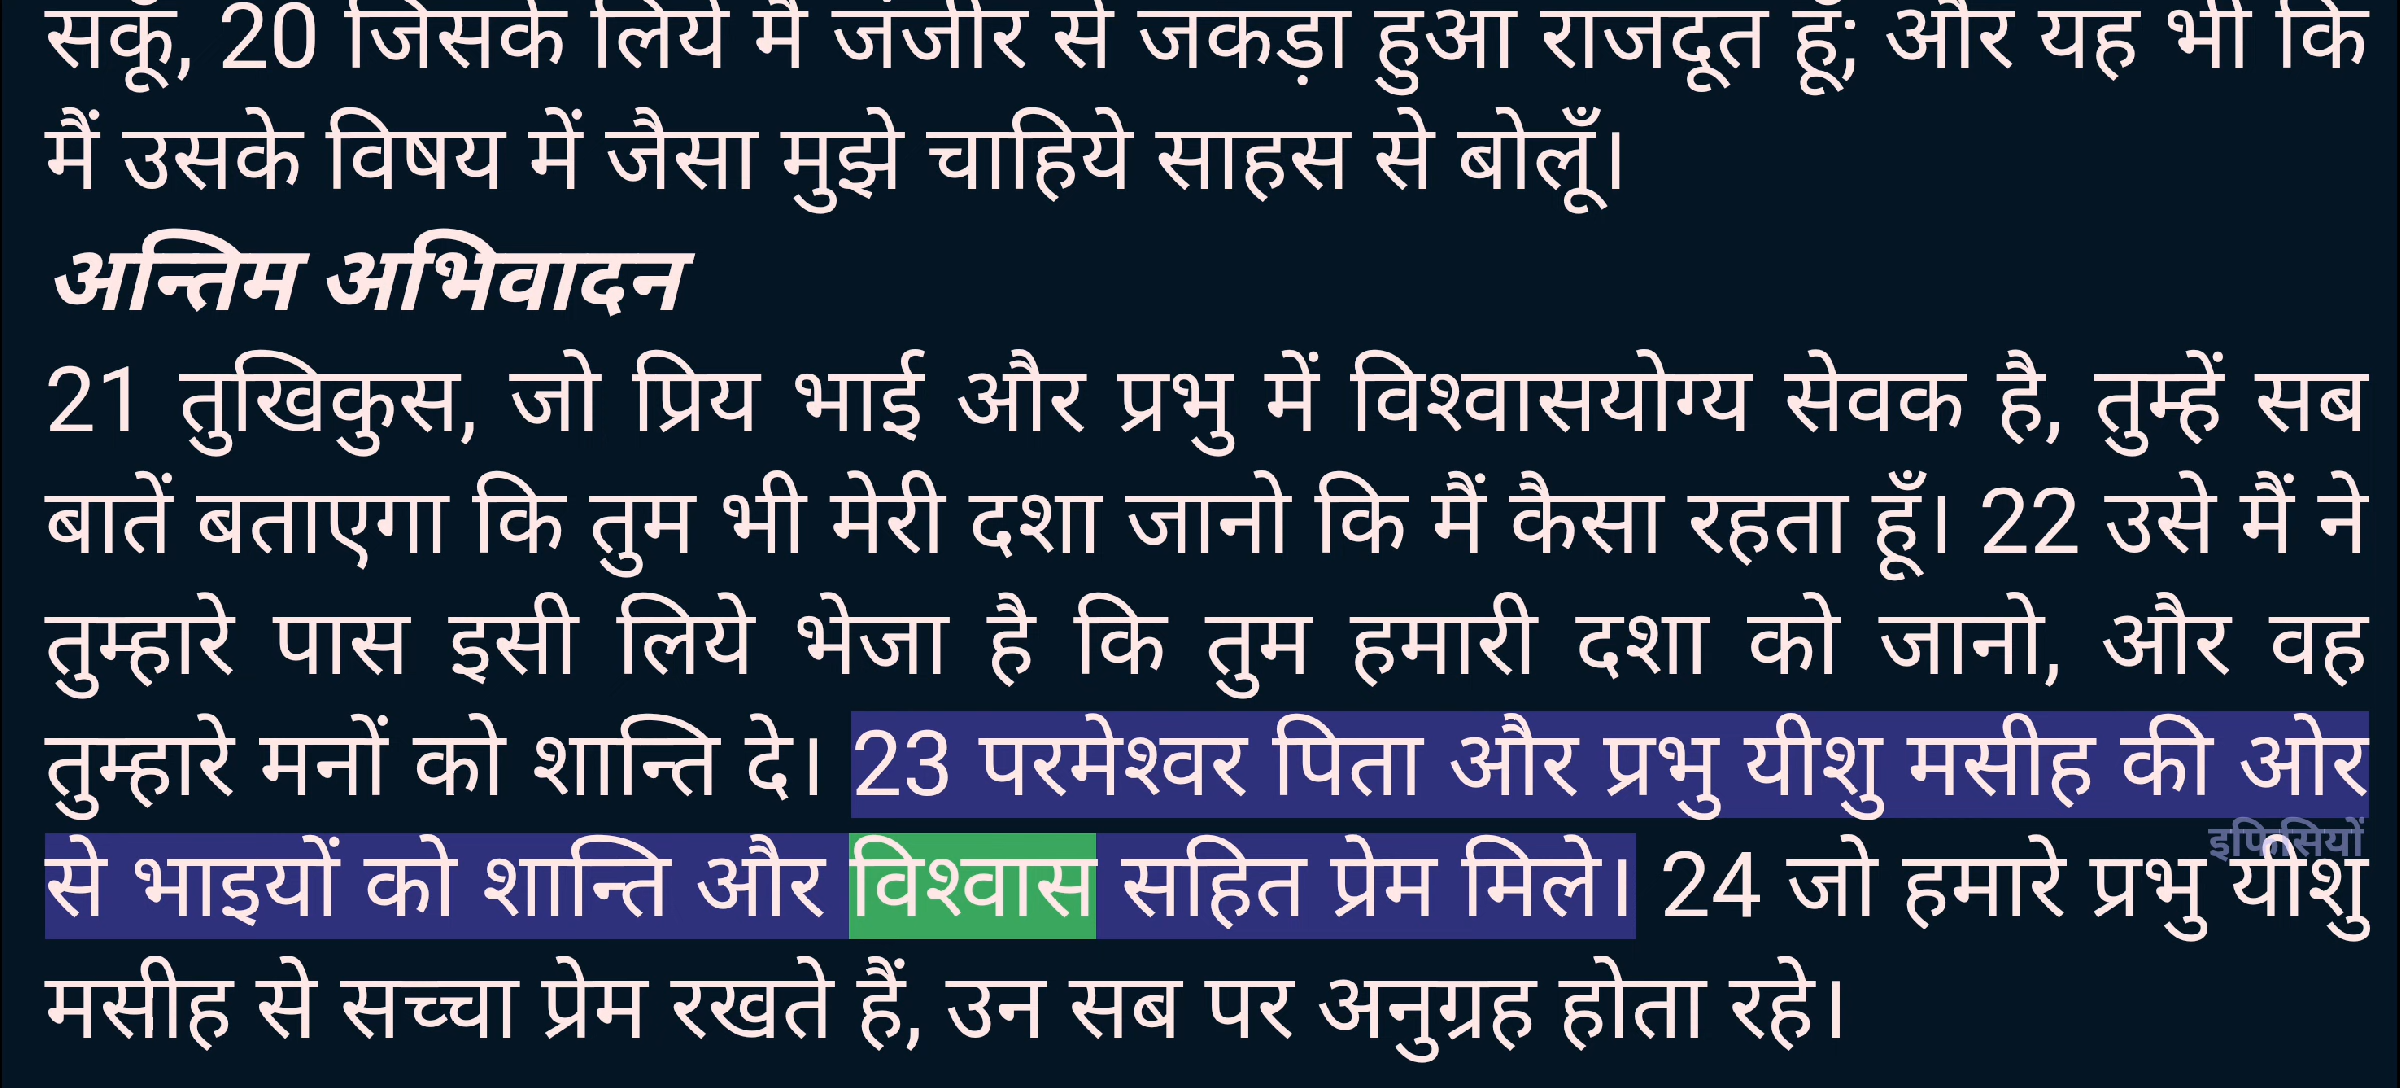 सकूँ, 20 जिसके लिये मैं जंजीर से जकड़ा हुआ राजदूत हूँ; और यह भी कि
मैं उसके विषय में जैसा मुझे चाहिये साहस से बोलूँ।
अन्तिम अभिवादन
21 तुखिकुस, जो प्रिय भाई और प्रभु में विश्वासयोग्य सेवक है, तुम्हें सब
बातें बताएगा कि तुम भी मेरी दशा जानो कि मैं कैसा रहता हूँ। 22 उसे मैं ने
तुम्हारे पास इसी लिये भेजा है कि तुम हमारी दशा को जानो, और वह
तुम्हारे मनों को शान्ति दे। 23 परमेश्वर पिता और प्रभु यीशु मसीह की ओर
इफिसियों
से भाइयों को शान्ति और विश्वास सहित प्रेम मिले। 24 जो हमारे प्रभु यीशु
मसीह से सच्चा प्रेम रखते हैं, उन सब पर अनुग्रह होता रहे।